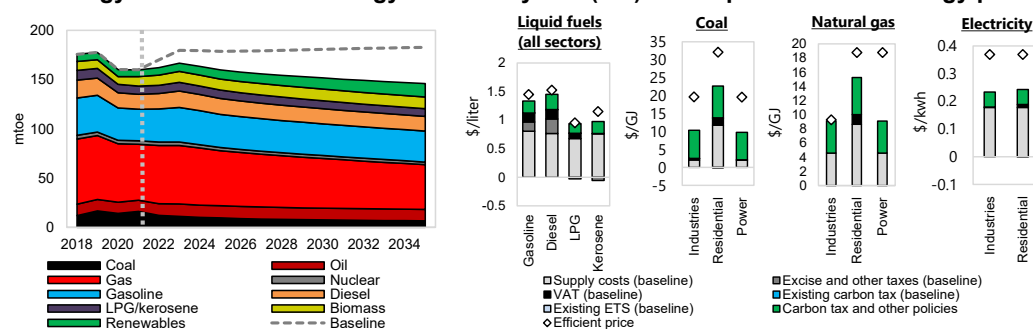 Liquid fuels
(all sectors)
Coal
Natural gas
Electricity
200
150
100
50
0
mtoe
2018 2020 2022 2024 2026 2028 2030 2032 2034
Coal
Oil
Gas
Nuclear
Gasoline
Diesel
LPG/kerosene
Biomass
Renewables
Baseline
2
1.5
1
0.5
0
-0.5
$/liter
Gasoline
Diesel
LPG
Kerosene
35
30
25
20
15
10
5
0
-5
$/GJ
Industries
Residential
Power
20
18
16
14
12
10
8
6
4
2
0
$/GJ
Industries
Residential
Power
0.4
0.3
0.2
0.1
0
-0.1
$/kwh
Industries
Residential
Supply costs (baseline)
Excise and other taxes (baseline)
VAT (baseline)
Existing carbon tax (baseline)
Existing ETS (baseline)
Carbon tax and other policies
Efficient price